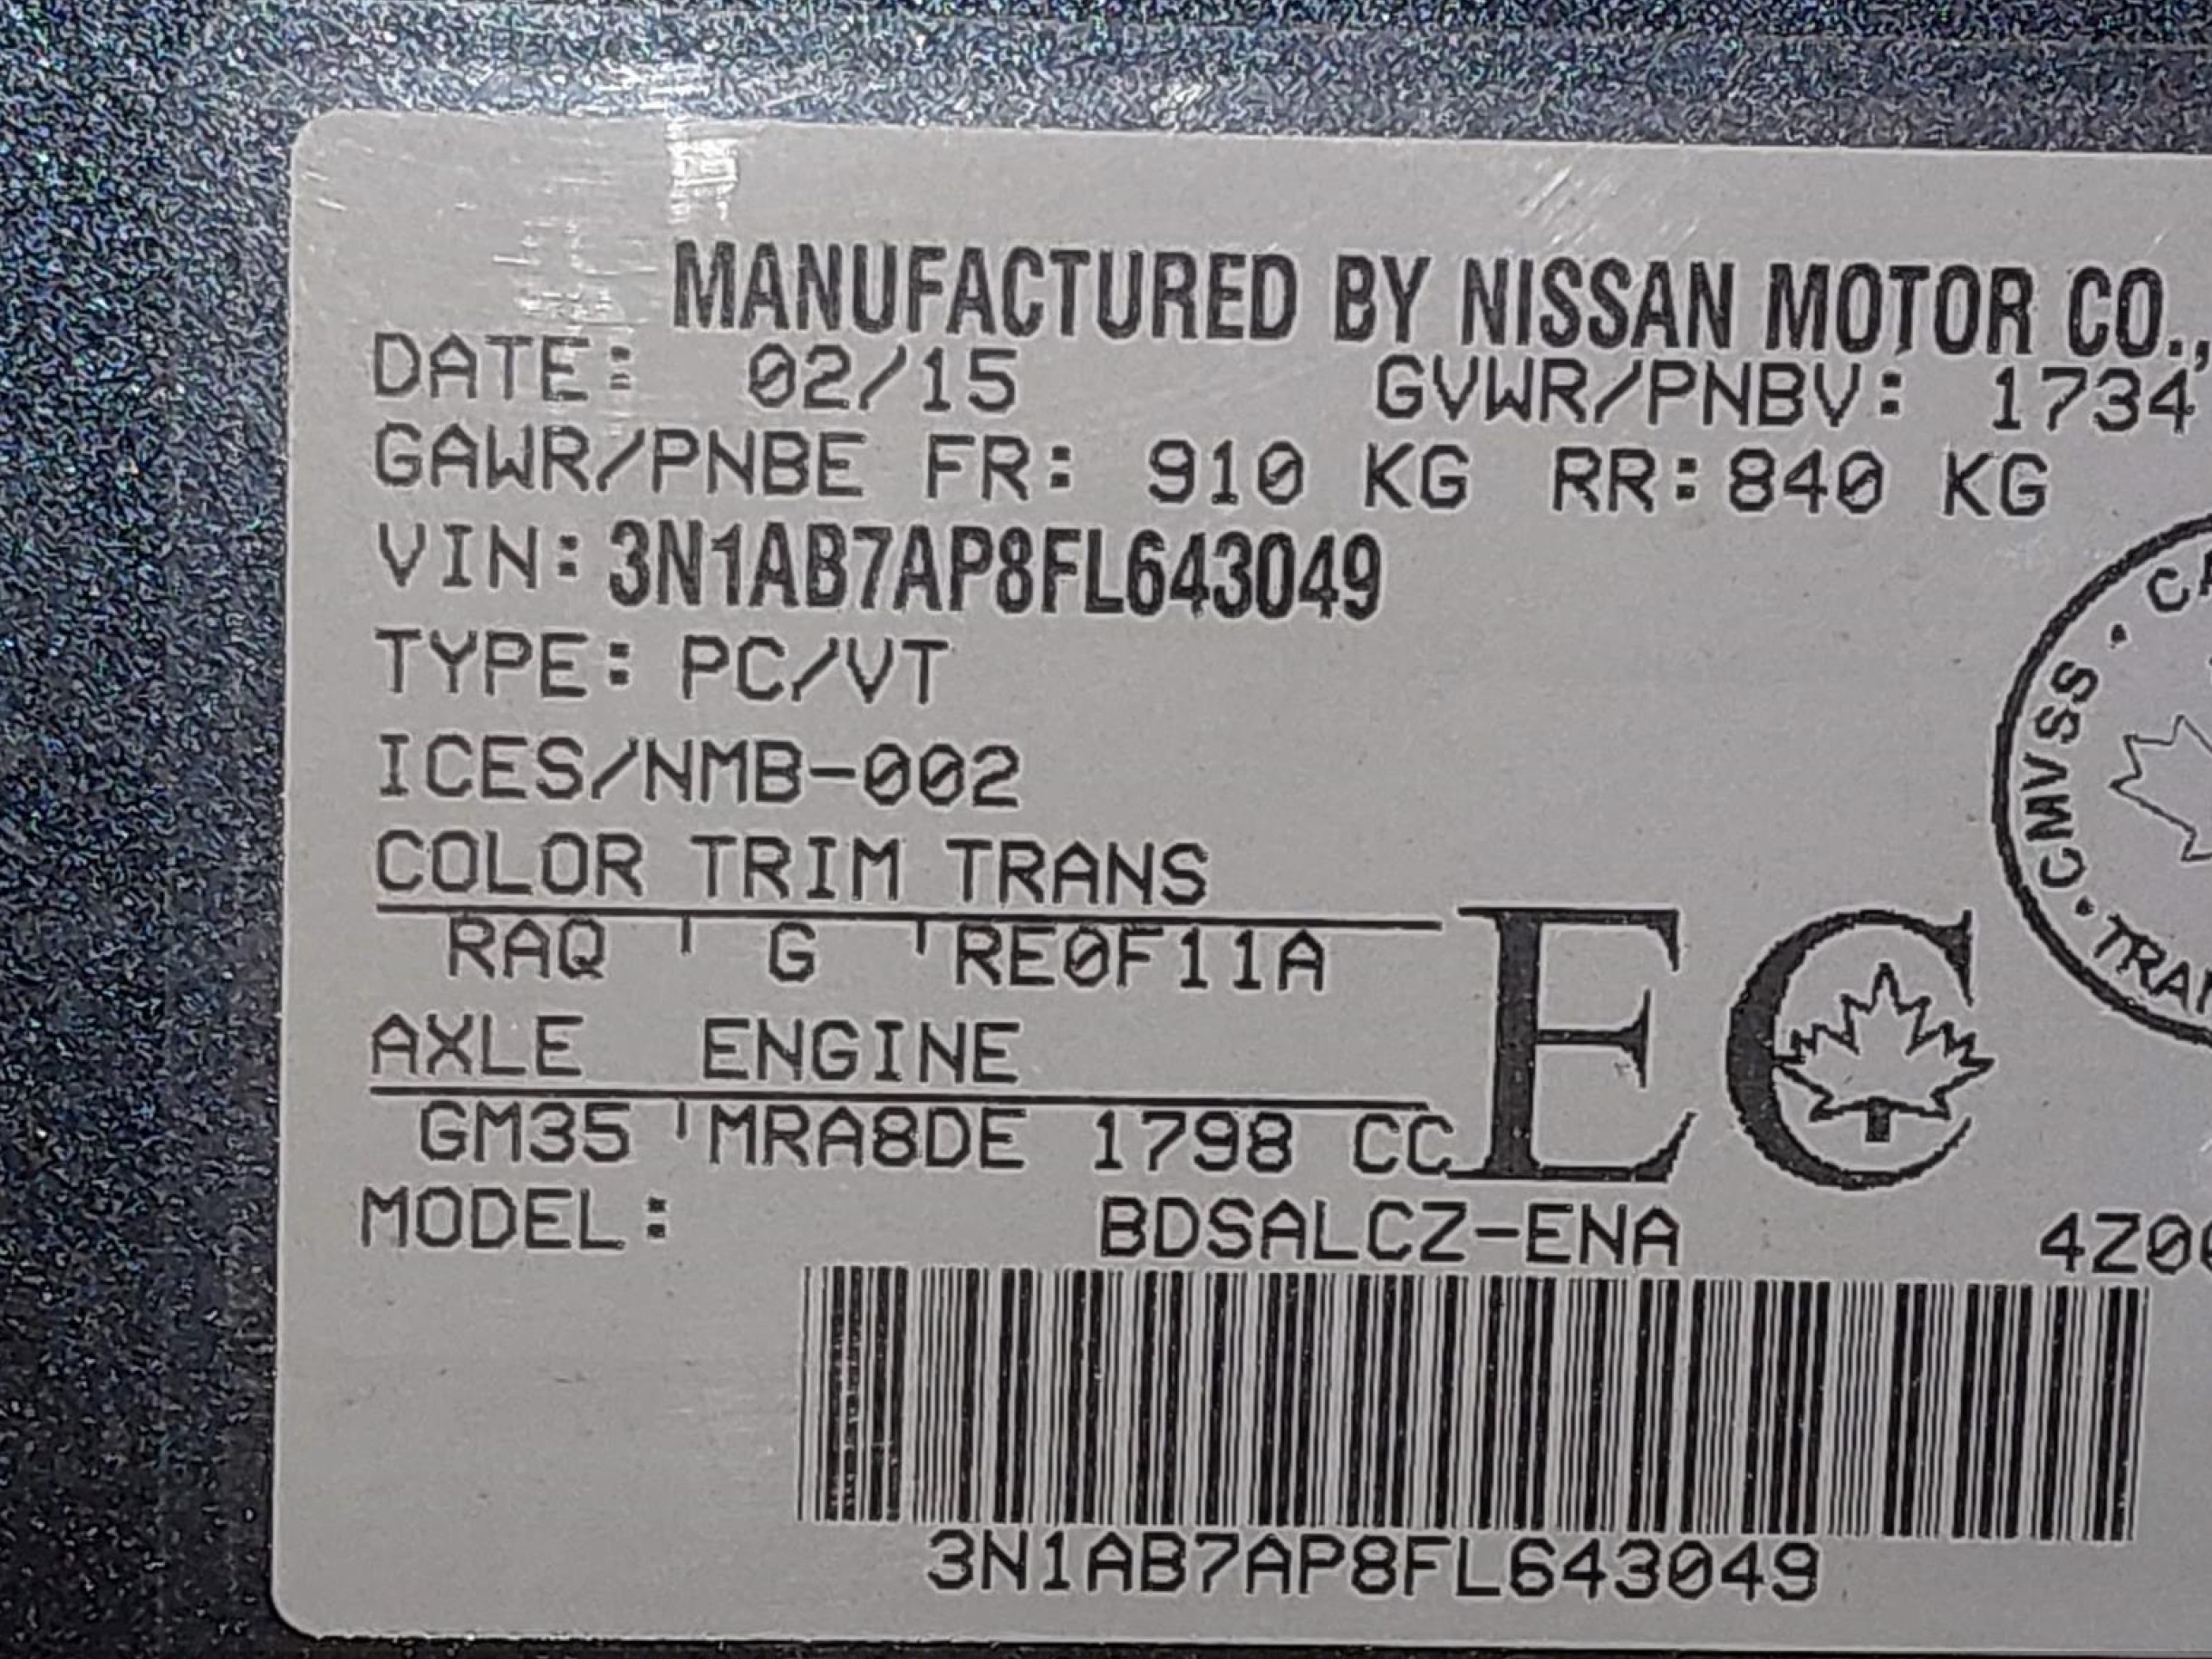 MANUFACTURED BY NISSAN MOTOR CO.,
DATE: 02/15 GVWR/PNBV: 1734
GAWR/PNBE FR: 910 KG RR:840 KG
VIN: 3N1AB7AP8FL643049
TYPE: PC/VT
ICES/NMB-002
COLOR TRIM TRANS
RAQ G RE0F11A
AXLE ENGINE
GM35 MRA8DE 1798 CC
EC
CMVSS
MODEL: BDSALCZ-ENA
3N1AB7AP8FL643049